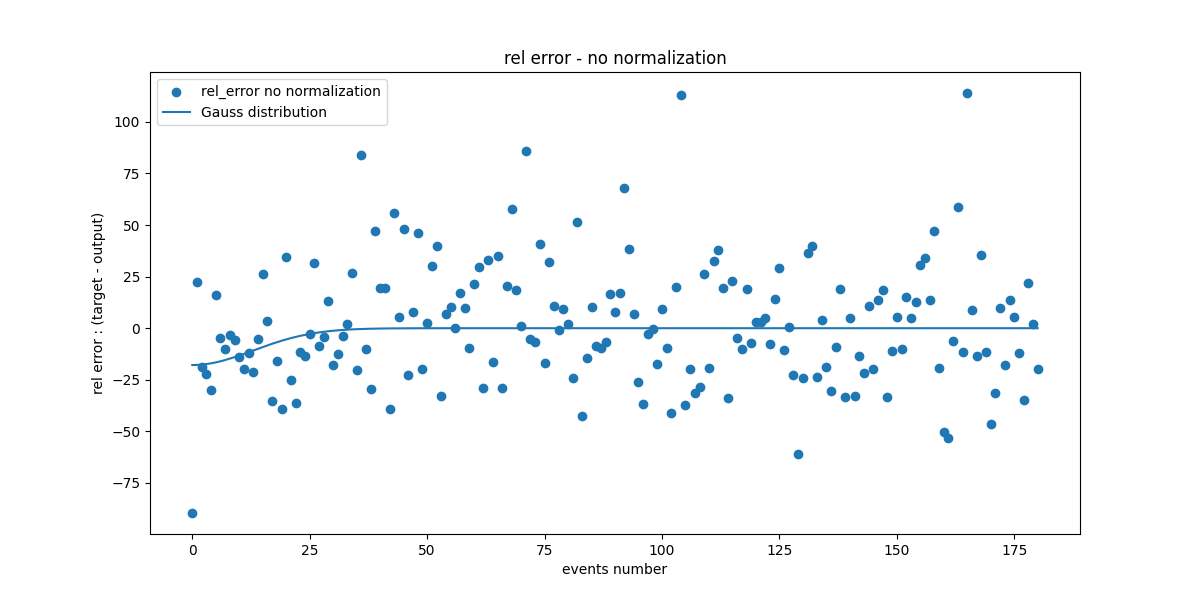 rel error - no normalization
rel_error no normalization
Gauss distribution
rel error : (target - output)
100
75
50
25
0
−25
−50
−75
0 25 50 75 100 125 150 175
events number